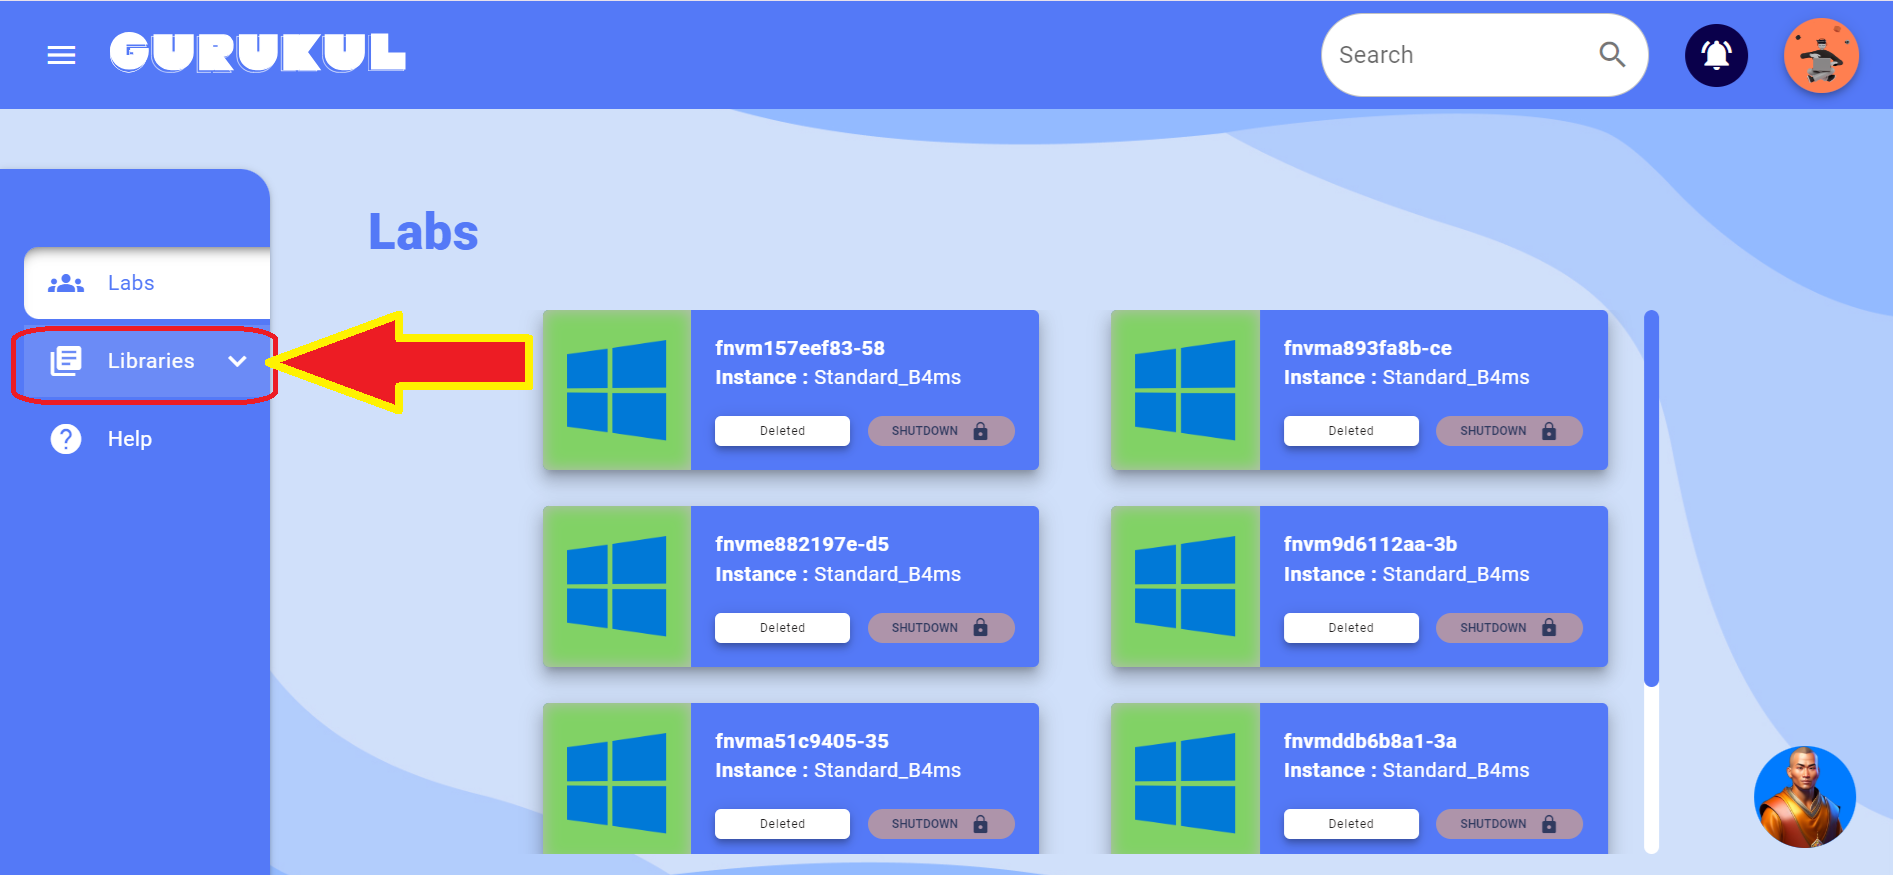 GURUKUL
Search
Labs
Labs
Libraries
Help
fnvm157eef83-58
Instance : Standard_B4ms
Deleted
SHUTDOWN
fnvma893fa8b-ce
Instance : Standard_B4ms
Deleted
SHUTDOWN
fnvme882197e-d5
Instance : Standard_B4ms
Deleted
SHUTDOWN
fnvm9d6112aa-3b
Instance : Standard_B4ms
Deleted
SHUTDOWN
fnvma51c9405-35
Instance : Standard_B4ms
Deleted
SHUTDOWN
fnvmddb6b8a1-3a
Instance : Standard_B4ms
Deleted
SHUTDOWN